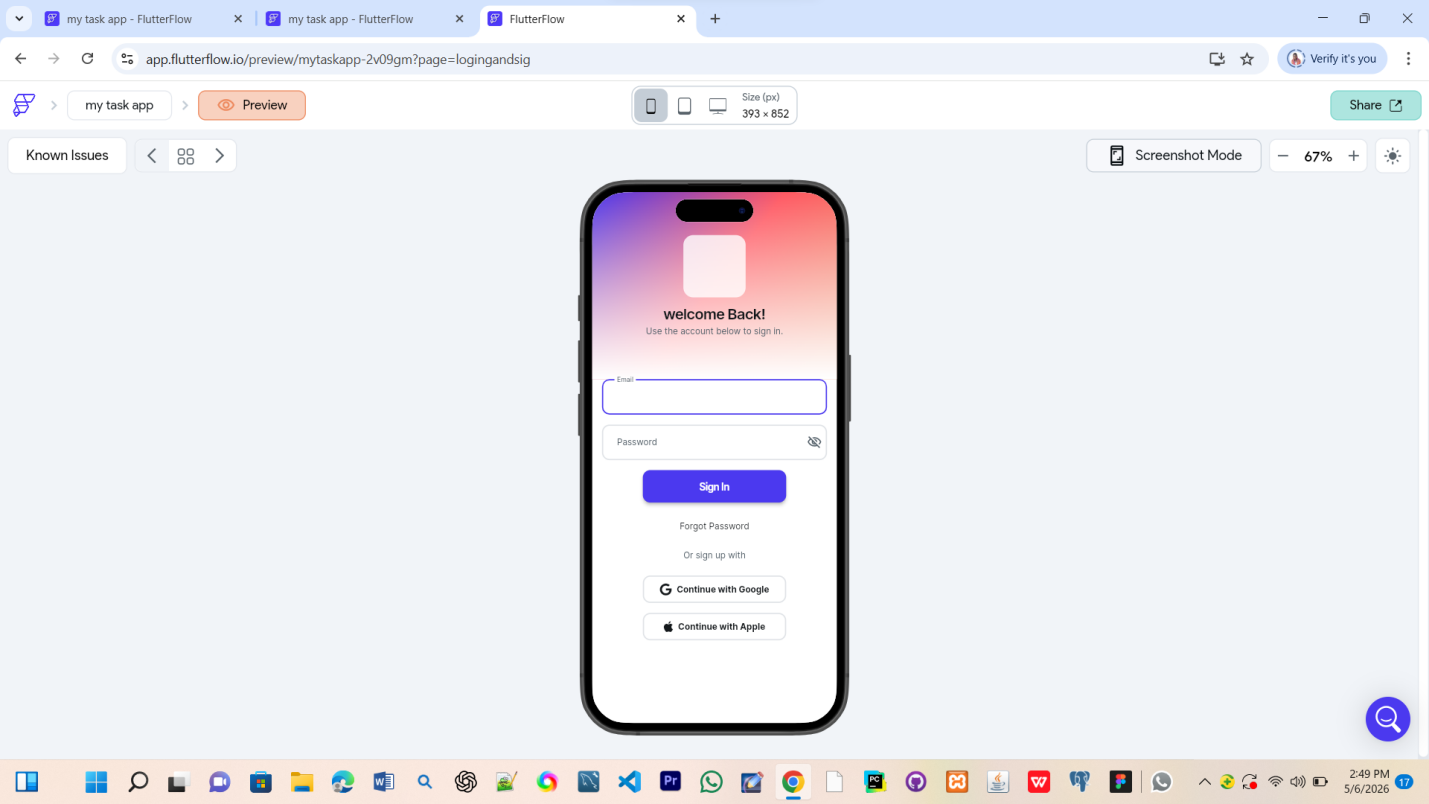 my task app - FlutterFlow
my task app - FlutterFlow
FlutterFlow
app.flutterflow.io/preview/mytaskapp-2v09gm?page=logingandsig
Verify it's you
my task app
Preview
Size (px)
393 × 852
Share
Known Issues
Screenshot Mode
67%
welcome Back!
Use the account below to sign in.
Email
Password
Sign In
Forgot Password
Or sign up with
Continue with Google
Continue with Apple
2:49 PM
5/6/2026
17